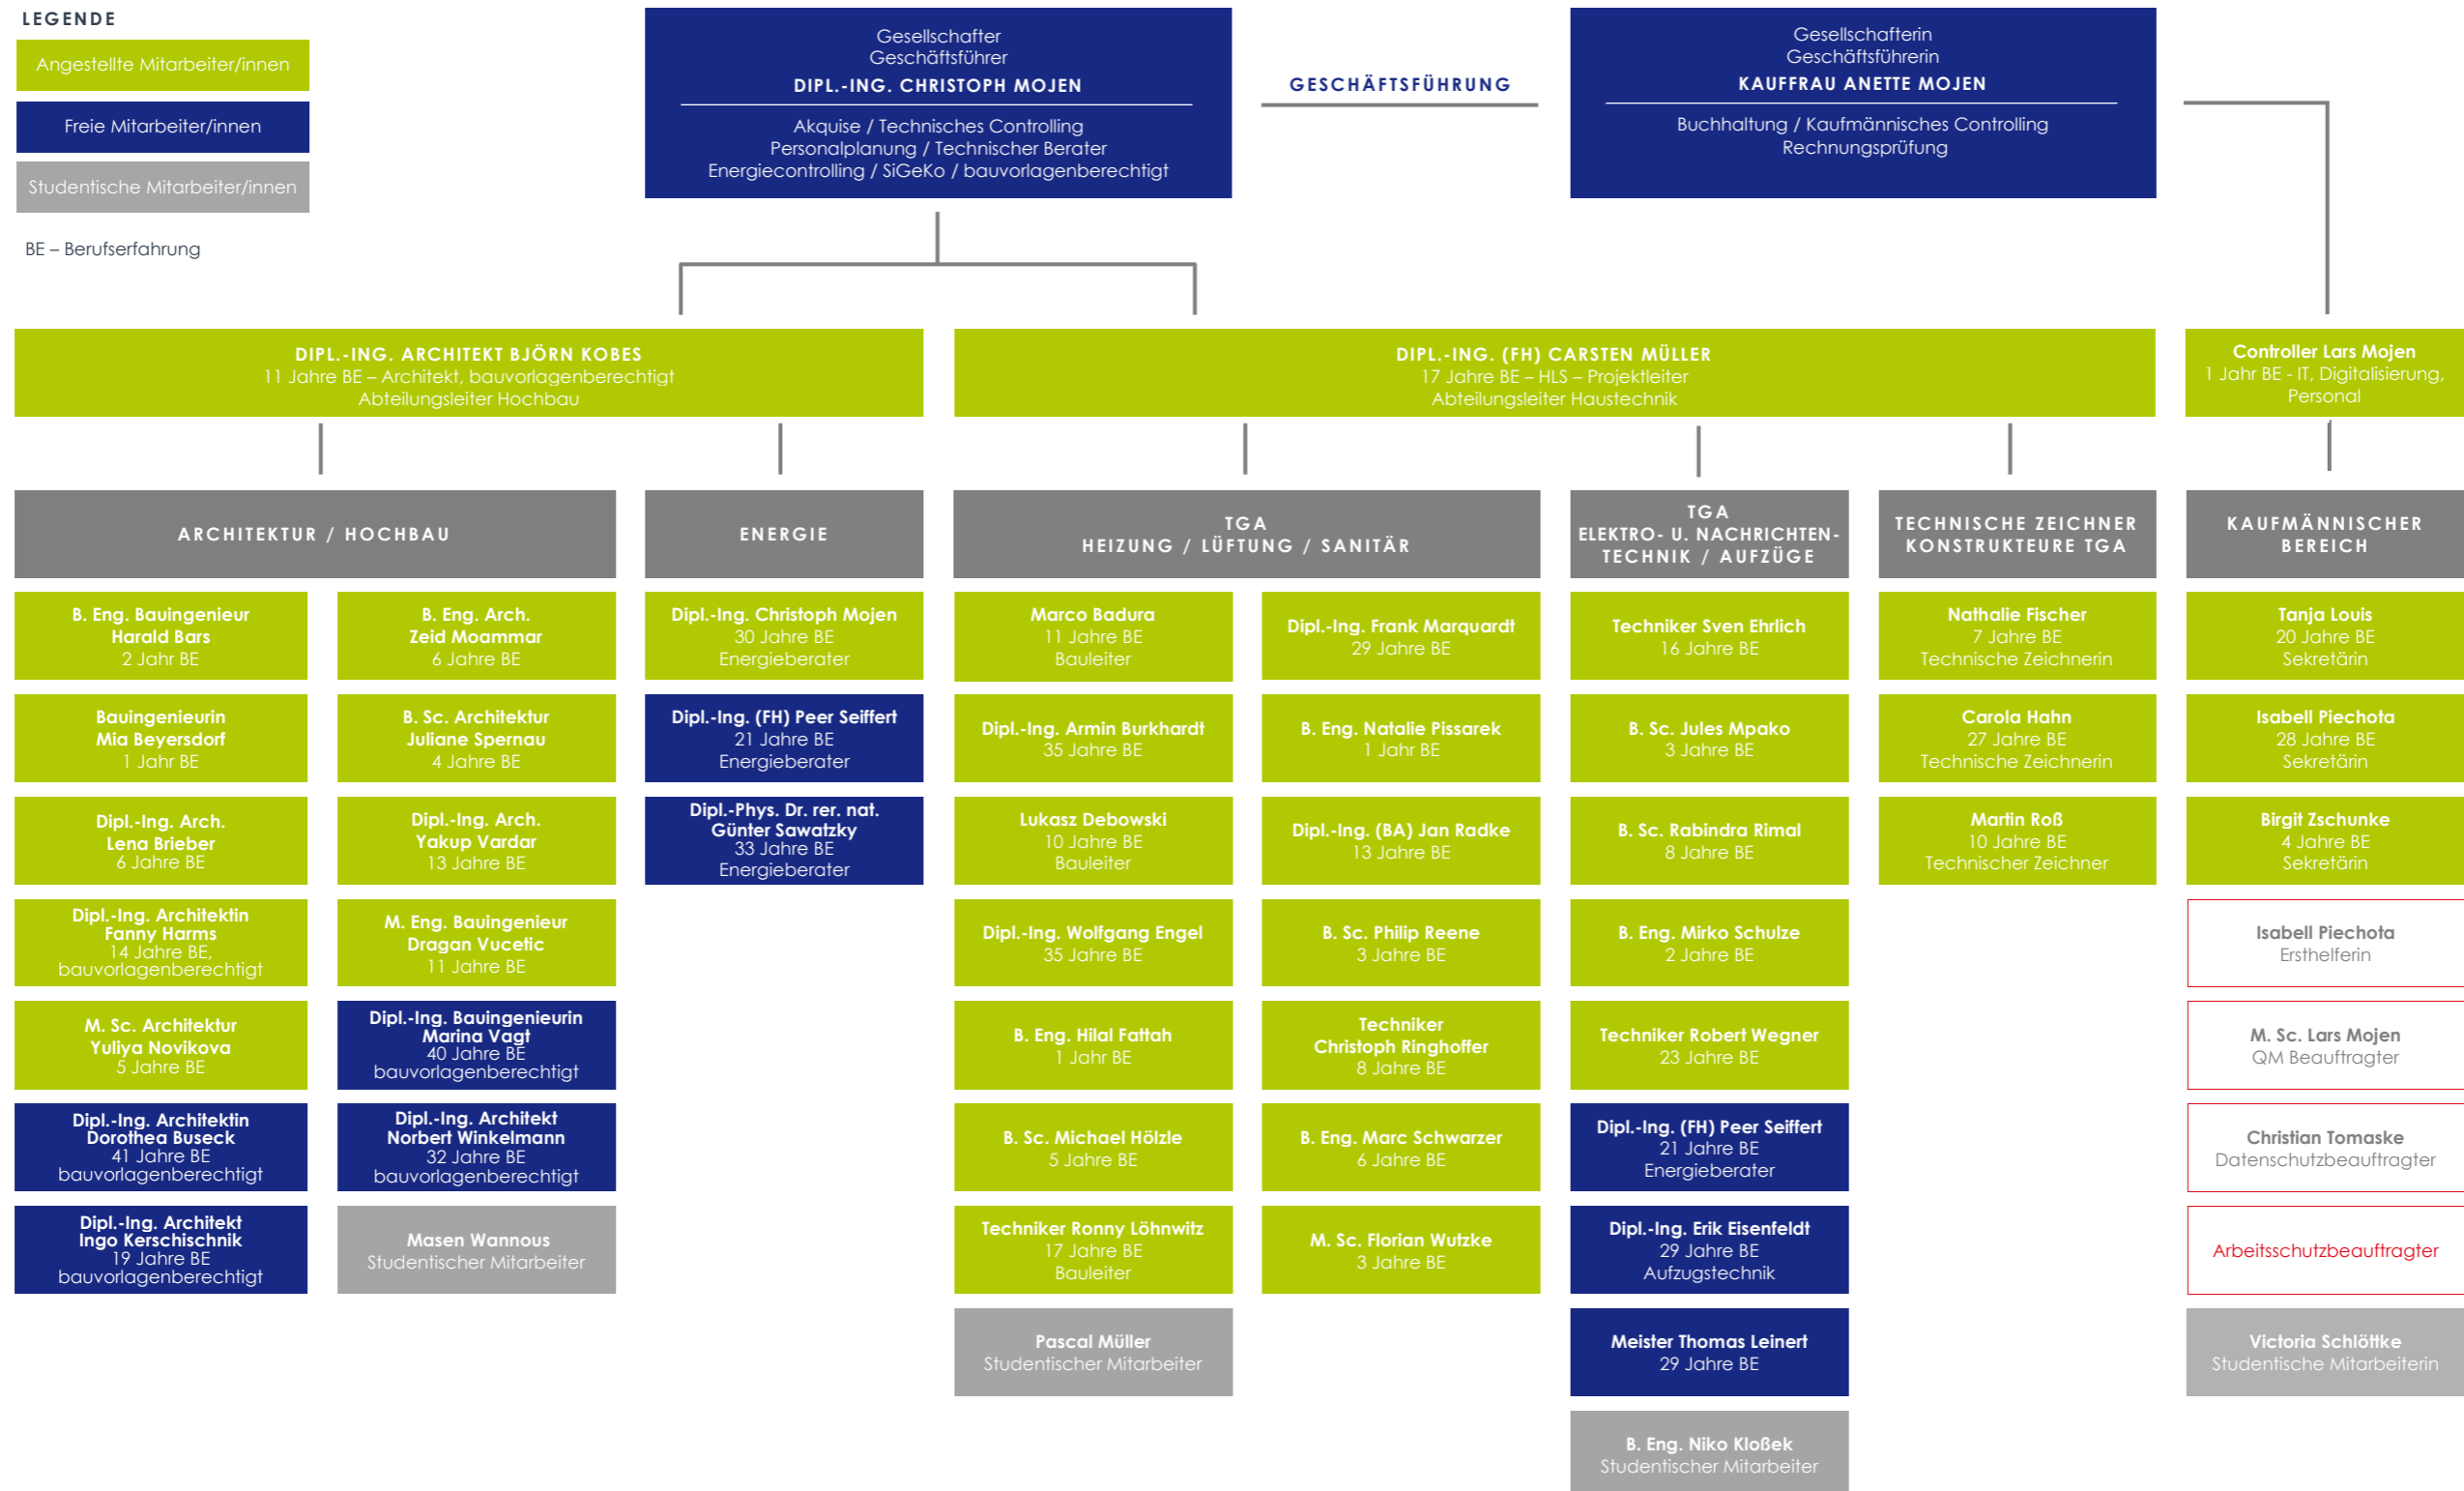 LEGENDE
Angestellte Mitarbeiter/innen
Freie Mitarbeiter/innen
Studentische Mitarbeiter/innen
BE – Berufserfahrung
Gesellschafter
Geschäftsführer
DIPL.-ING. CHRISTOPH MOJEN
Akquise / Technisches Controlling
Personalplanung / Technischer Berater
Energiecontrolling / SiGeKo / bauvorlagenberechtigt
GESCHÄFTSFÜHRUNG
Gesellschafterin
Geschäftsführerin
KAUFFRAU ANETTE MOJEN
Buchhaltung / Kaufmännisches Controlling
Rechnungsprüfung
DIPL.-ING. ARCHITEKT BJÖRN KOBES
11 Jahre BE – Architekt, bauvorlagenberechtigt
Abteilungsleiter Hochbau
DIPL.-ING. (FH) CARSTEN MÜLLER
17 Jahre BE – HLS – Projektleiter
Abteilungsleiter Haustechnik
Controller Lars Mojen
1 Jahr BE - IT, Digitalisierung,
Personal
ARCHITEKTUR / HOCHBAU
B. Eng. Bauingenieur
Harald Bars
2 Jahr BE
Bauingenieurin
Mia Beyersdorf
1 Jahr BE
Dipl.-Ing. Arch.
Lena Brieber
6 Jahre BE
Dipl.-Ing. Architektin
Fanny Harms
14 Jahre BE,
bauvorlagenberechtigt
M. Sc. Architektur
Yuliya Novikova
5 Jahre BE
Dipl.-Ing. Architektin
Dorothea Buseck
41 Jahre BE
bauvorlagenberechtigt
Dipl.-Ing. Architekt
Ingo Kerschischnik
19 Jahre BE
bauvorlagenberechtigt
B. Eng. Arch.
Zeid Moammar
6 Jahre BE
B. Sc. Architektur
Juliane Spernau
4 Jahre BE
Dipl.-Ing. Arch.
Yakup Vardar
13 Jahre BE
M. Eng. Bauingenieur
Dragan Vucetic
11 Jahre BE
Dipl.-Ing. Bauingenieurin
Marina Vagt
40 Jahre BE
bauvorlagenberechtigt
Dipl.-Ing. Architekt
Norbert Winkelmann
32 Jahre BE
bauvorlagenberechtigt
Masen Wannous
Studentischer Mitarbeiter
ENERGIE
Dipl.-Ing. Christoph Mojen
30 Jahre BE
Energieberater
Dipl.-Ing. (FH) Peer Seiffert
21 Jahre BE
Energieberater
Dipl.-Phys. Dr. rer. nat.
Günter Sawatzky
33 Jahre BE
Energieberater
TGA
HEIZUNG / LÜFTUNG / SANITÄR
Marco Badura
11 Jahre BE
Bauleiter
Dipl.-Ing. Armin Burkhardt
35 Jahre BE
Lukasz Debowski
10 Jahre BE
Bauleiter
Dipl.-Ing. Wolfgang Engel
35 Jahre BE
B. Eng. Hilal Fattah
1 Jahr BE
B. Sc. Michael Hölzle
5 Jahre BE
Techniker Ronny Löhnwitz
17 Jahre BE
Bauleiter
Pascal Müller
Studentischer Mitarbeiter
Dipl.-Ing. Frank Marquardt
29 Jahre BE
B. Eng. Natalie Pissarek
1 Jahr BE
Dipl.-Ing. (BA) Jan Radke
13 Jahre BE
B. Sc. Philip Reene
3 Jahre BE
Techniker
Christoph Ringhoffer
8 Jahre BE
B. Eng. Marc Schwarzer
6 Jahre BE
M. Sc. Florian Wutzke
3 Jahre BE
TGA
ELEKTRO- U. NACHRICHTEN-
TECHNIK / AUFZÜGE
Techniker Sven Ehrlich
16 Jahre BE
B. Sc. Jules Mpako
3 Jahre BE
B. Sc. Rabindra Rimal
8 Jahre BE
B. Eng. Mirko Schulze
2 Jahre BE
Techniker Robert Wegner
23 Jahre BE
Dipl.-Ing. (FH) Peer Seiffert
21 Jahre BE
Energieberater
Dipl.-Ing. Erik Eisenfeldt
29 Jahre BE
Aufzugstechnik
Meister Thomas Leinert
29 Jahre BE
B. Eng. Niko Kloßek
Studentischer Mitarbeiter
TECHNISCHE ZEICHNER
KONSTRUKTEURE TGA
Nathalie Fischer
7 Jahre BE
Technische Zeichnerin
Carola Hahn
27 Jahre BE
Technische Zeichnerin
Martin Roß
10 Jahre BE
Technischer Zeichner
KAUFMÄNNISCHER
BEREICH
Tanja Louis
20 Jahre BE
Sekretärin
Isabell Piechota
28 Jahre BE
Sekretärin
Birgit Zschunke
4 Jahre BE
Sekretärin
Isabell Piechota
Ersthelferin
M. Sc. Lars Mojen
QM Beauftragter
Christian Tomaske
Datenschutzbeauftragter
Arbeitsschutzbeauftragter
Victoria Schlöttke
Studentische Mitarbeiterin